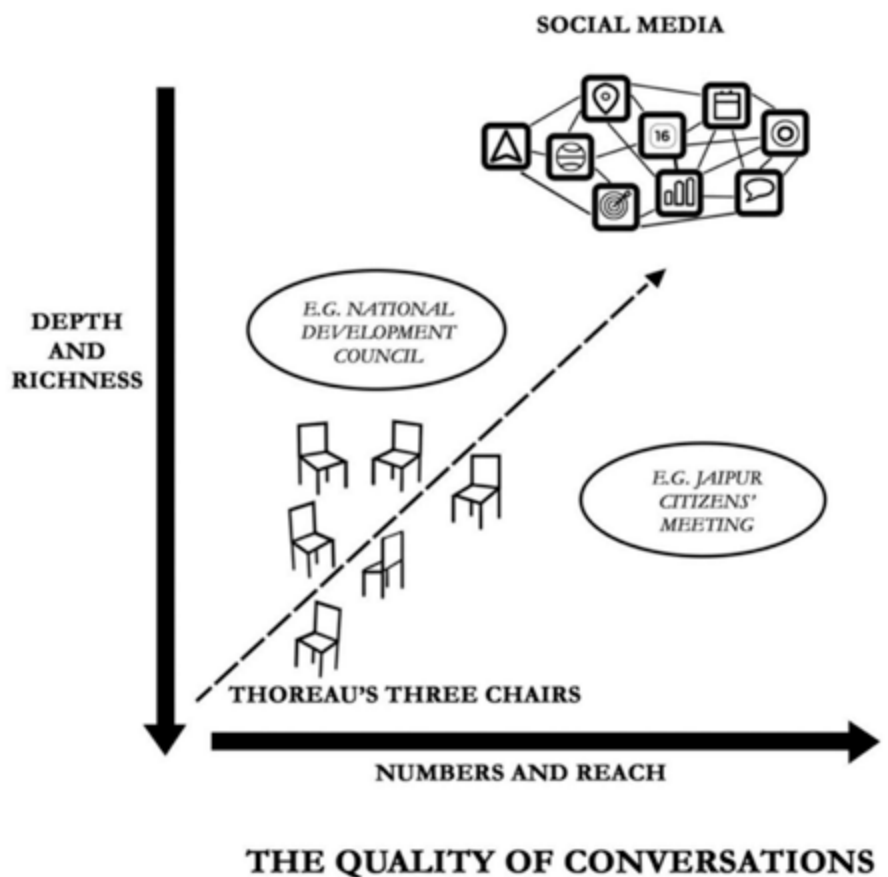 SOCIAL MEDIA
16
DEPTH
AND
RICHNESS
E.G. NATIONAL
DEVELOPMENT
COUNCIL
E.G. JAIPUR
CITIZENS'
MEETING
THOREAU'S THREE CHAIRS
NUMBERS AND REACH
THE QUALITY OF CONVERSATIONS